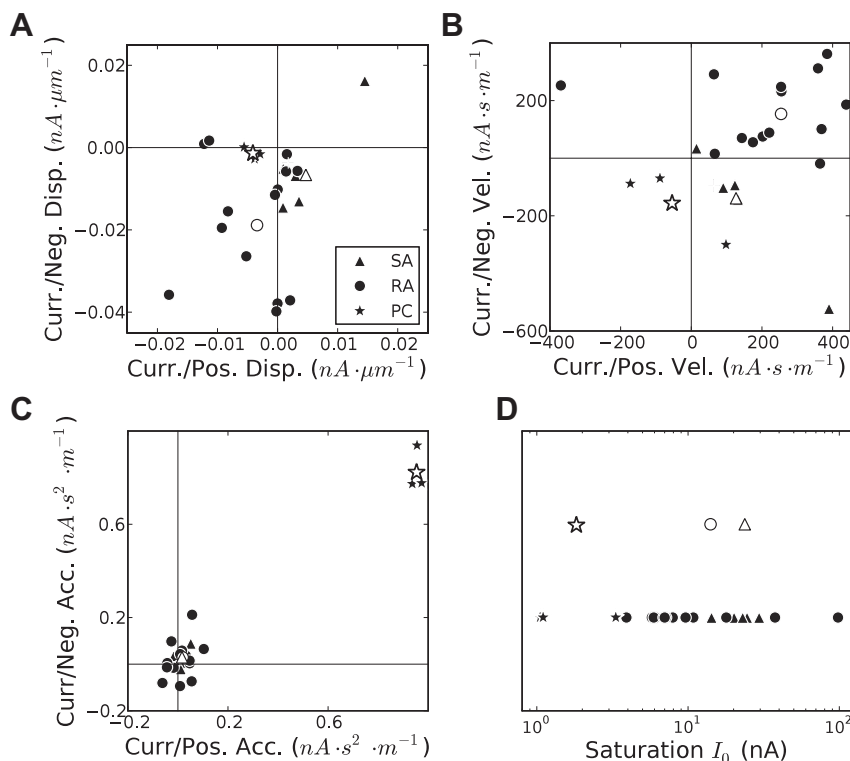 A
Curr./Neg. Disp. (nA·μm⁻¹)
0.02
0.00
−0.02
−0.04
SA
RA
PC
−0.02 −0.01 0.00 0.01 0.02
Curr./Pos. Disp. (nA·μm⁻¹)
B
Curr./Neg. Vel. (nA·s·m⁻¹)
200
−200
−600
−400 −200 0 200 400
Curr./Pos. Vel. (nA·s·m⁻¹)
C
Curr/Neg. Acc. (nA·s² ·m⁻¹)
0.6
0.2
−0.2
−0.2 0.2 0.6
Curr/Pos. Acc. (nA·s² ·m⁻¹)
D
10⁰ 10¹ 10²
Saturation I₀ (nA)